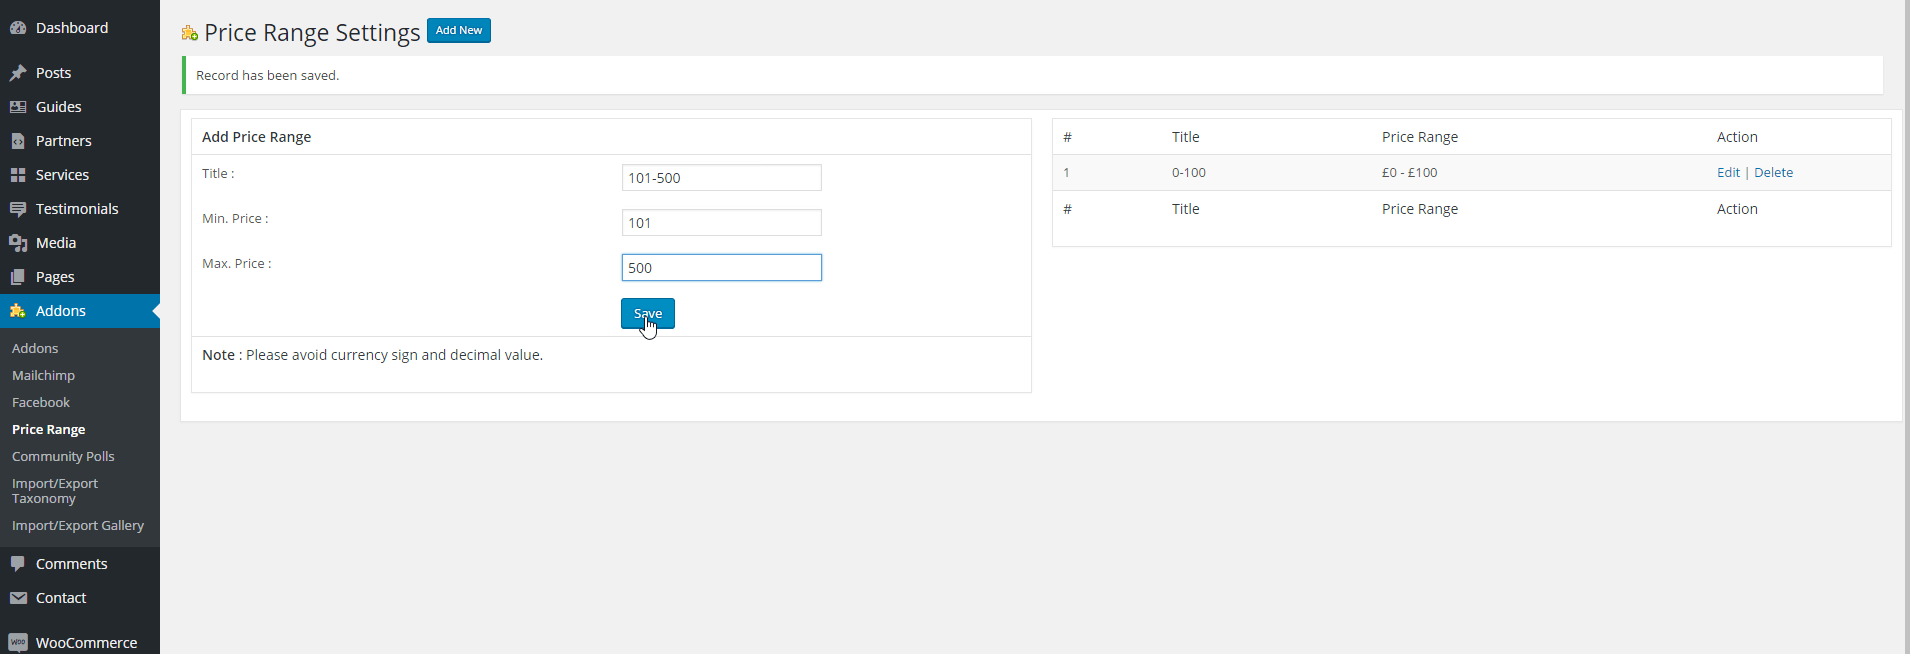 Dashboard
Posts
Guides
Partners
Services
Testimonials
Media
Pages
Addons
Addons
Mailchimp
Facebook
Price Range
Community Polls
Import/Export
Taxonomy
Import/Export Gallery
Comments
Contact
Woo WooCommerce
Price Range Settings Add New
Record has been saved.
Add Price Range
Title : 101-500
Min. Price : 101
Max. Price : 500
Save
Note : Please avoid currency sign and decimal value.
# Title Price Range Action
1 0-100 £0 - £100 Edit | Delete
# Title Price Range Action